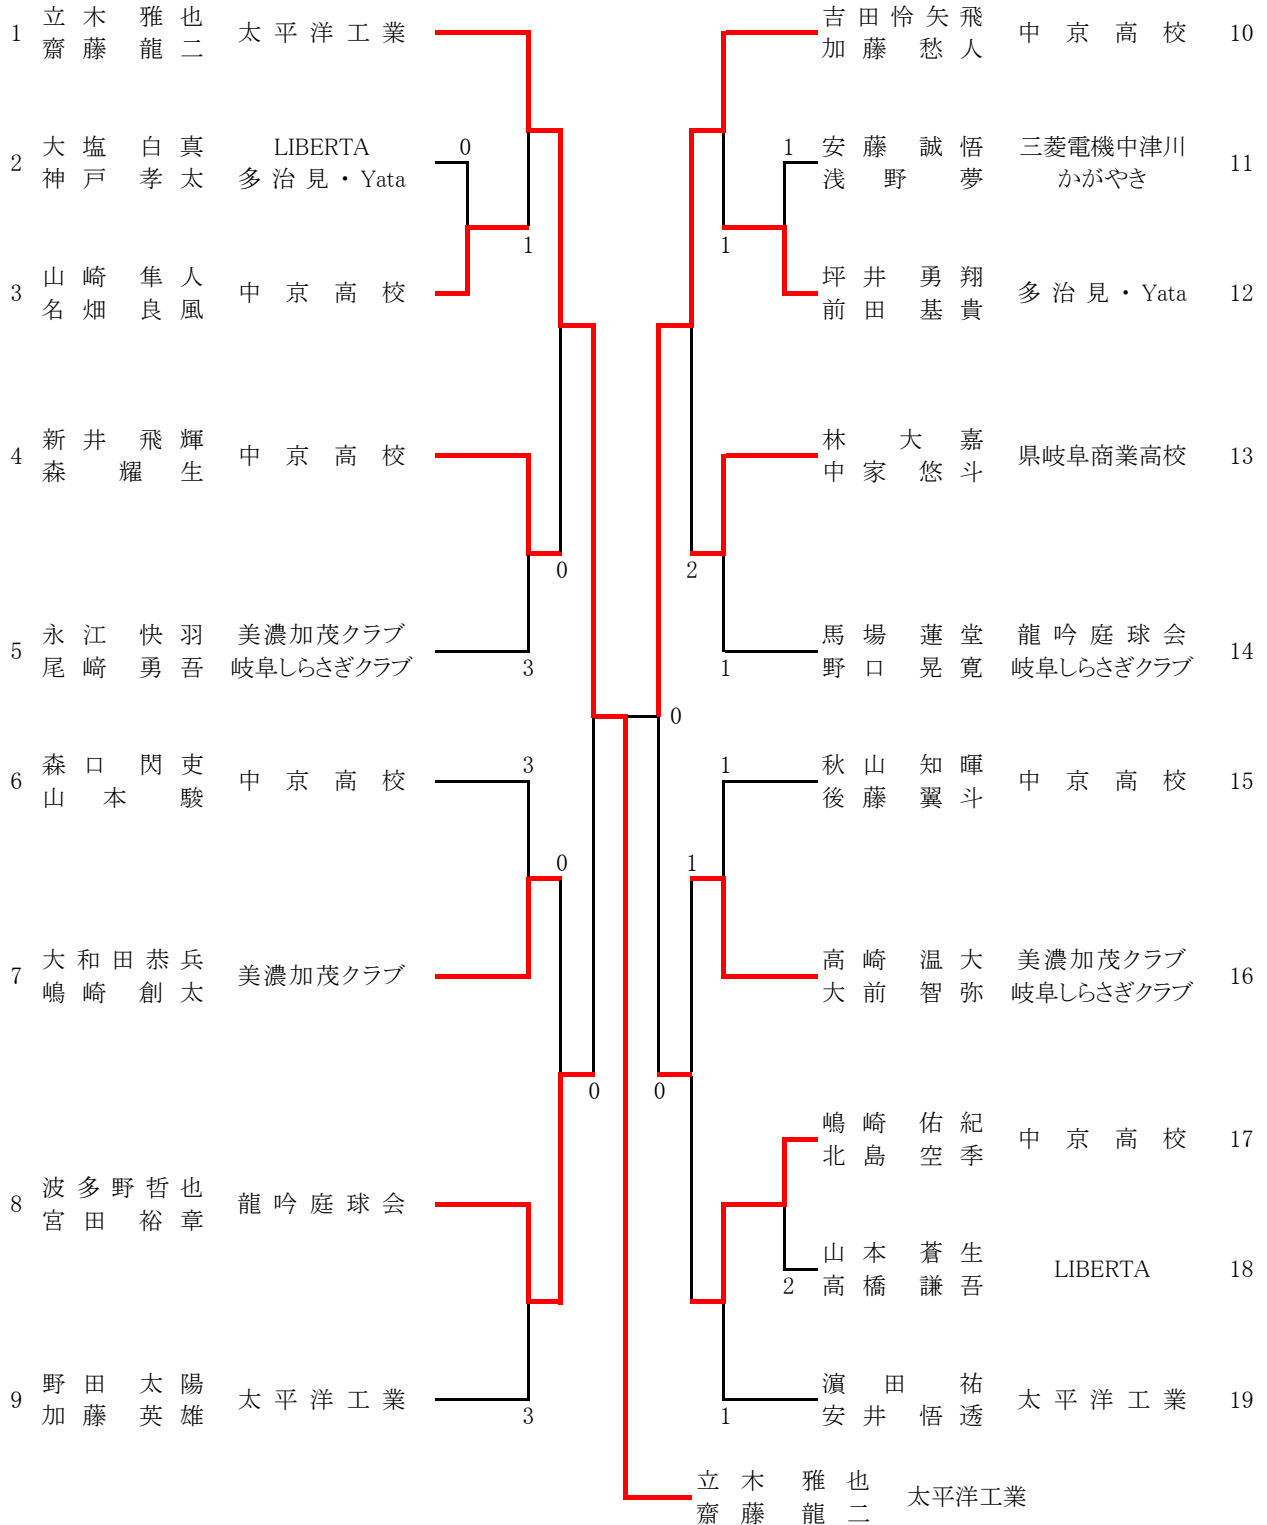 1 立木 雅也 太平洋工業
齋藤 龍二
0
2 大塩 白真 LIBERTA
神戸 孝太 多治見・Yata
1
3 山崎 隼人 中京高校
名畑 良風
4 新井 飛輝 中京高校
森 耀生
0
5 永江 快羽 美濃加茂クラブ
尾﨑 勇吾 岐阜しらさぎクラブ
3
3
6 森口 閃吏 中京高校
山本 駿
0
7 大和田恭兵 美濃加茂クラブ
嶋崎 創太
0
8 波多野哲也 龍吟庭球会
宮田 裕章
9 野田 太陽 太平洋工業
加藤 英雄
3
吉田怜矢飛 中京高校 10
加藤 愁人
1
安藤 誠悟 三菱電機中津川 11
浅野 夢 かがやき
1
坪井 勇翔 多治見・Yata 12
前田 基貴
林 大嘉 県岐阜商業高校 13
中家 悠斗
2
馬場 蓮堂 龍吟庭球会 14
野口 晃寛 岐阜しらさぎクラブ
1
0
1
秋山 知暉 中京高校 15
後藤 翼斗
1
高崎 温大 美濃加茂クラブ 16
大前 智弥 岐阜しらさぎクラブ
0
嶋崎 佑紀 中京高校 17
北島 空季
山本 蒼生 LIBERTA 18
高橋 謙吾
2
濵田 祐 太平洋工業 19
安井 悟透
1
立木 雅也 太平洋工業
齋藤 龍二